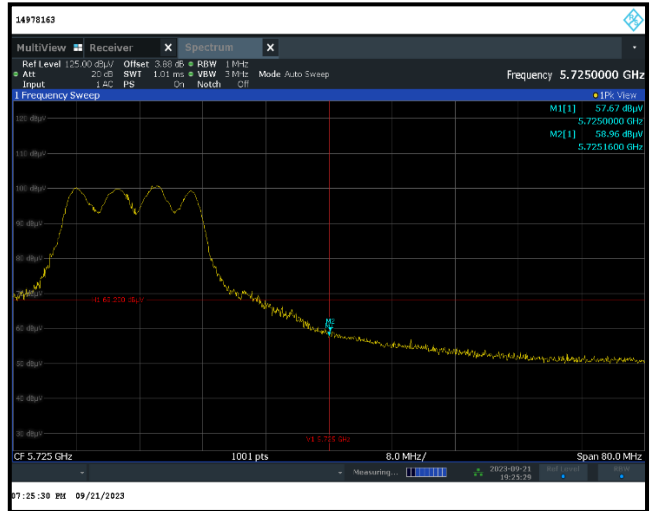 14978163
MultiView Receiver X Spectrum X
Ref Level 125.00 dBµV Offset 3.88 dB RBW 1 MHz
Att 20 dB SWT 1.01 ms VBW 3 MHz Mode Auto Sweep Frequency 5.7250000 GHz
Input 1 AC PS On Notch Off
1 Frequency Sweep 1Pk View
M1[1] 57.67 dBµV
5.7250000 GHz
M2[1] 58.96 dBµV
5.7251600 GHz
120 dBµV
110 dBµV
100 dBµV
90 dBµV
80 dBµV
70 dBµV
M2
60 dBµV
50 dBµV
40 dBµV
30 dBµV
V1 5.725 GHz
CF 5.725 GHz 1001 pts 8.0 MHz/ Span 80.0 MHz
Measuring... 2023-09-21 Ref Level RBW
19:25:29
07:25:30 PM 09/21/2023